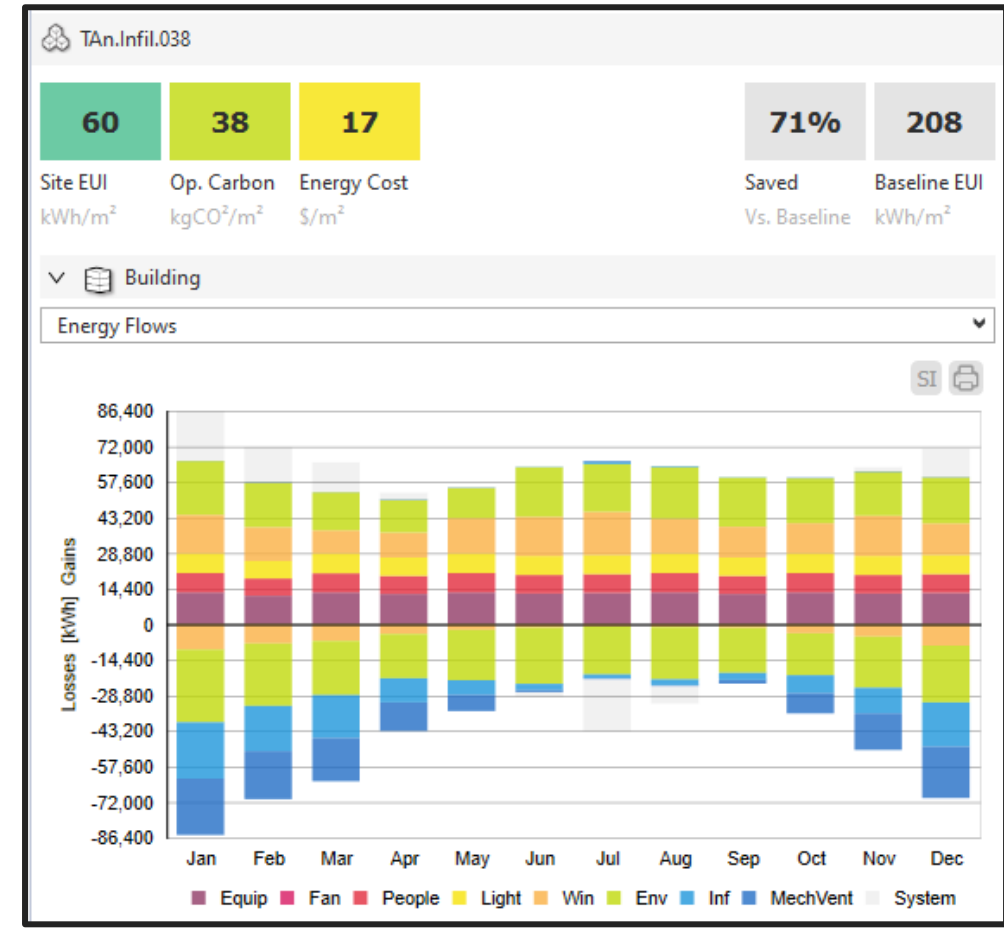 TAn.Infil.038
60 38 17 71% 208
Site EUI Op. Carbon Energy Cost Saved Baseline EUI
kWh/m² kgCO²/m² $/m² Vs. Baseline kWh/m²
Building
Energy Flows
SI
86,400
72,000
57,600
43,200
28,800
14,400
0
-14,400
-28,800
-43,200
-57,600
-72,000
-86,400
Losses [kWh] Gains
Jan Feb Mar Apr May Jun Jul Aug Sep Oct Nov Dec
Equip Fan People Light Win Env Inf MechVent System